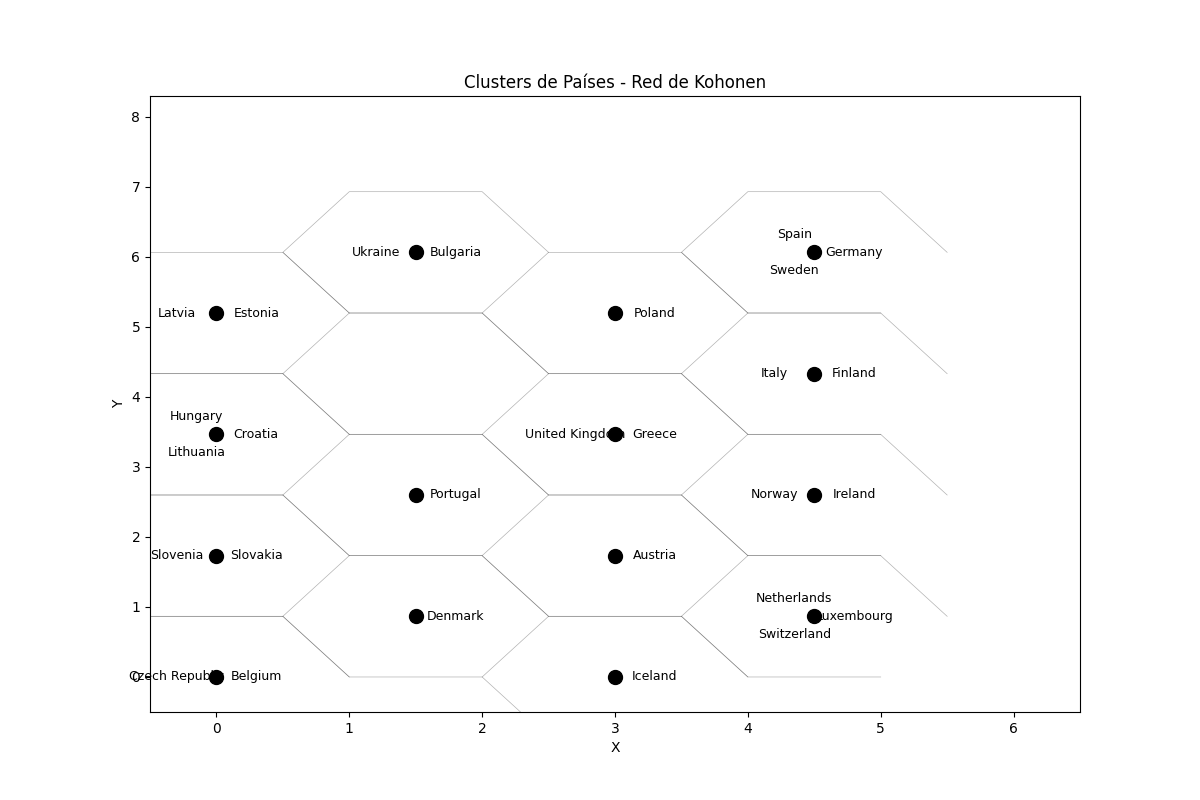 Clusters de Países - Red de Kohonen
8
7
6
5
4
3
2
1
0
Y
Spain
Ukraine Bulgaria
Germany
Sweden
Latvia Estonia
Poland
Italy Finland
Hungary
Croatia
United Kingdom Greece
Lithuania
Portugal
Norway Ireland
Slovenia Slovakia
Austria
Netherlands
Denmark
Luxembourg
Switzerland
Czech Republic Belgium
Iceland
0 1 2 3 4 5 6
X